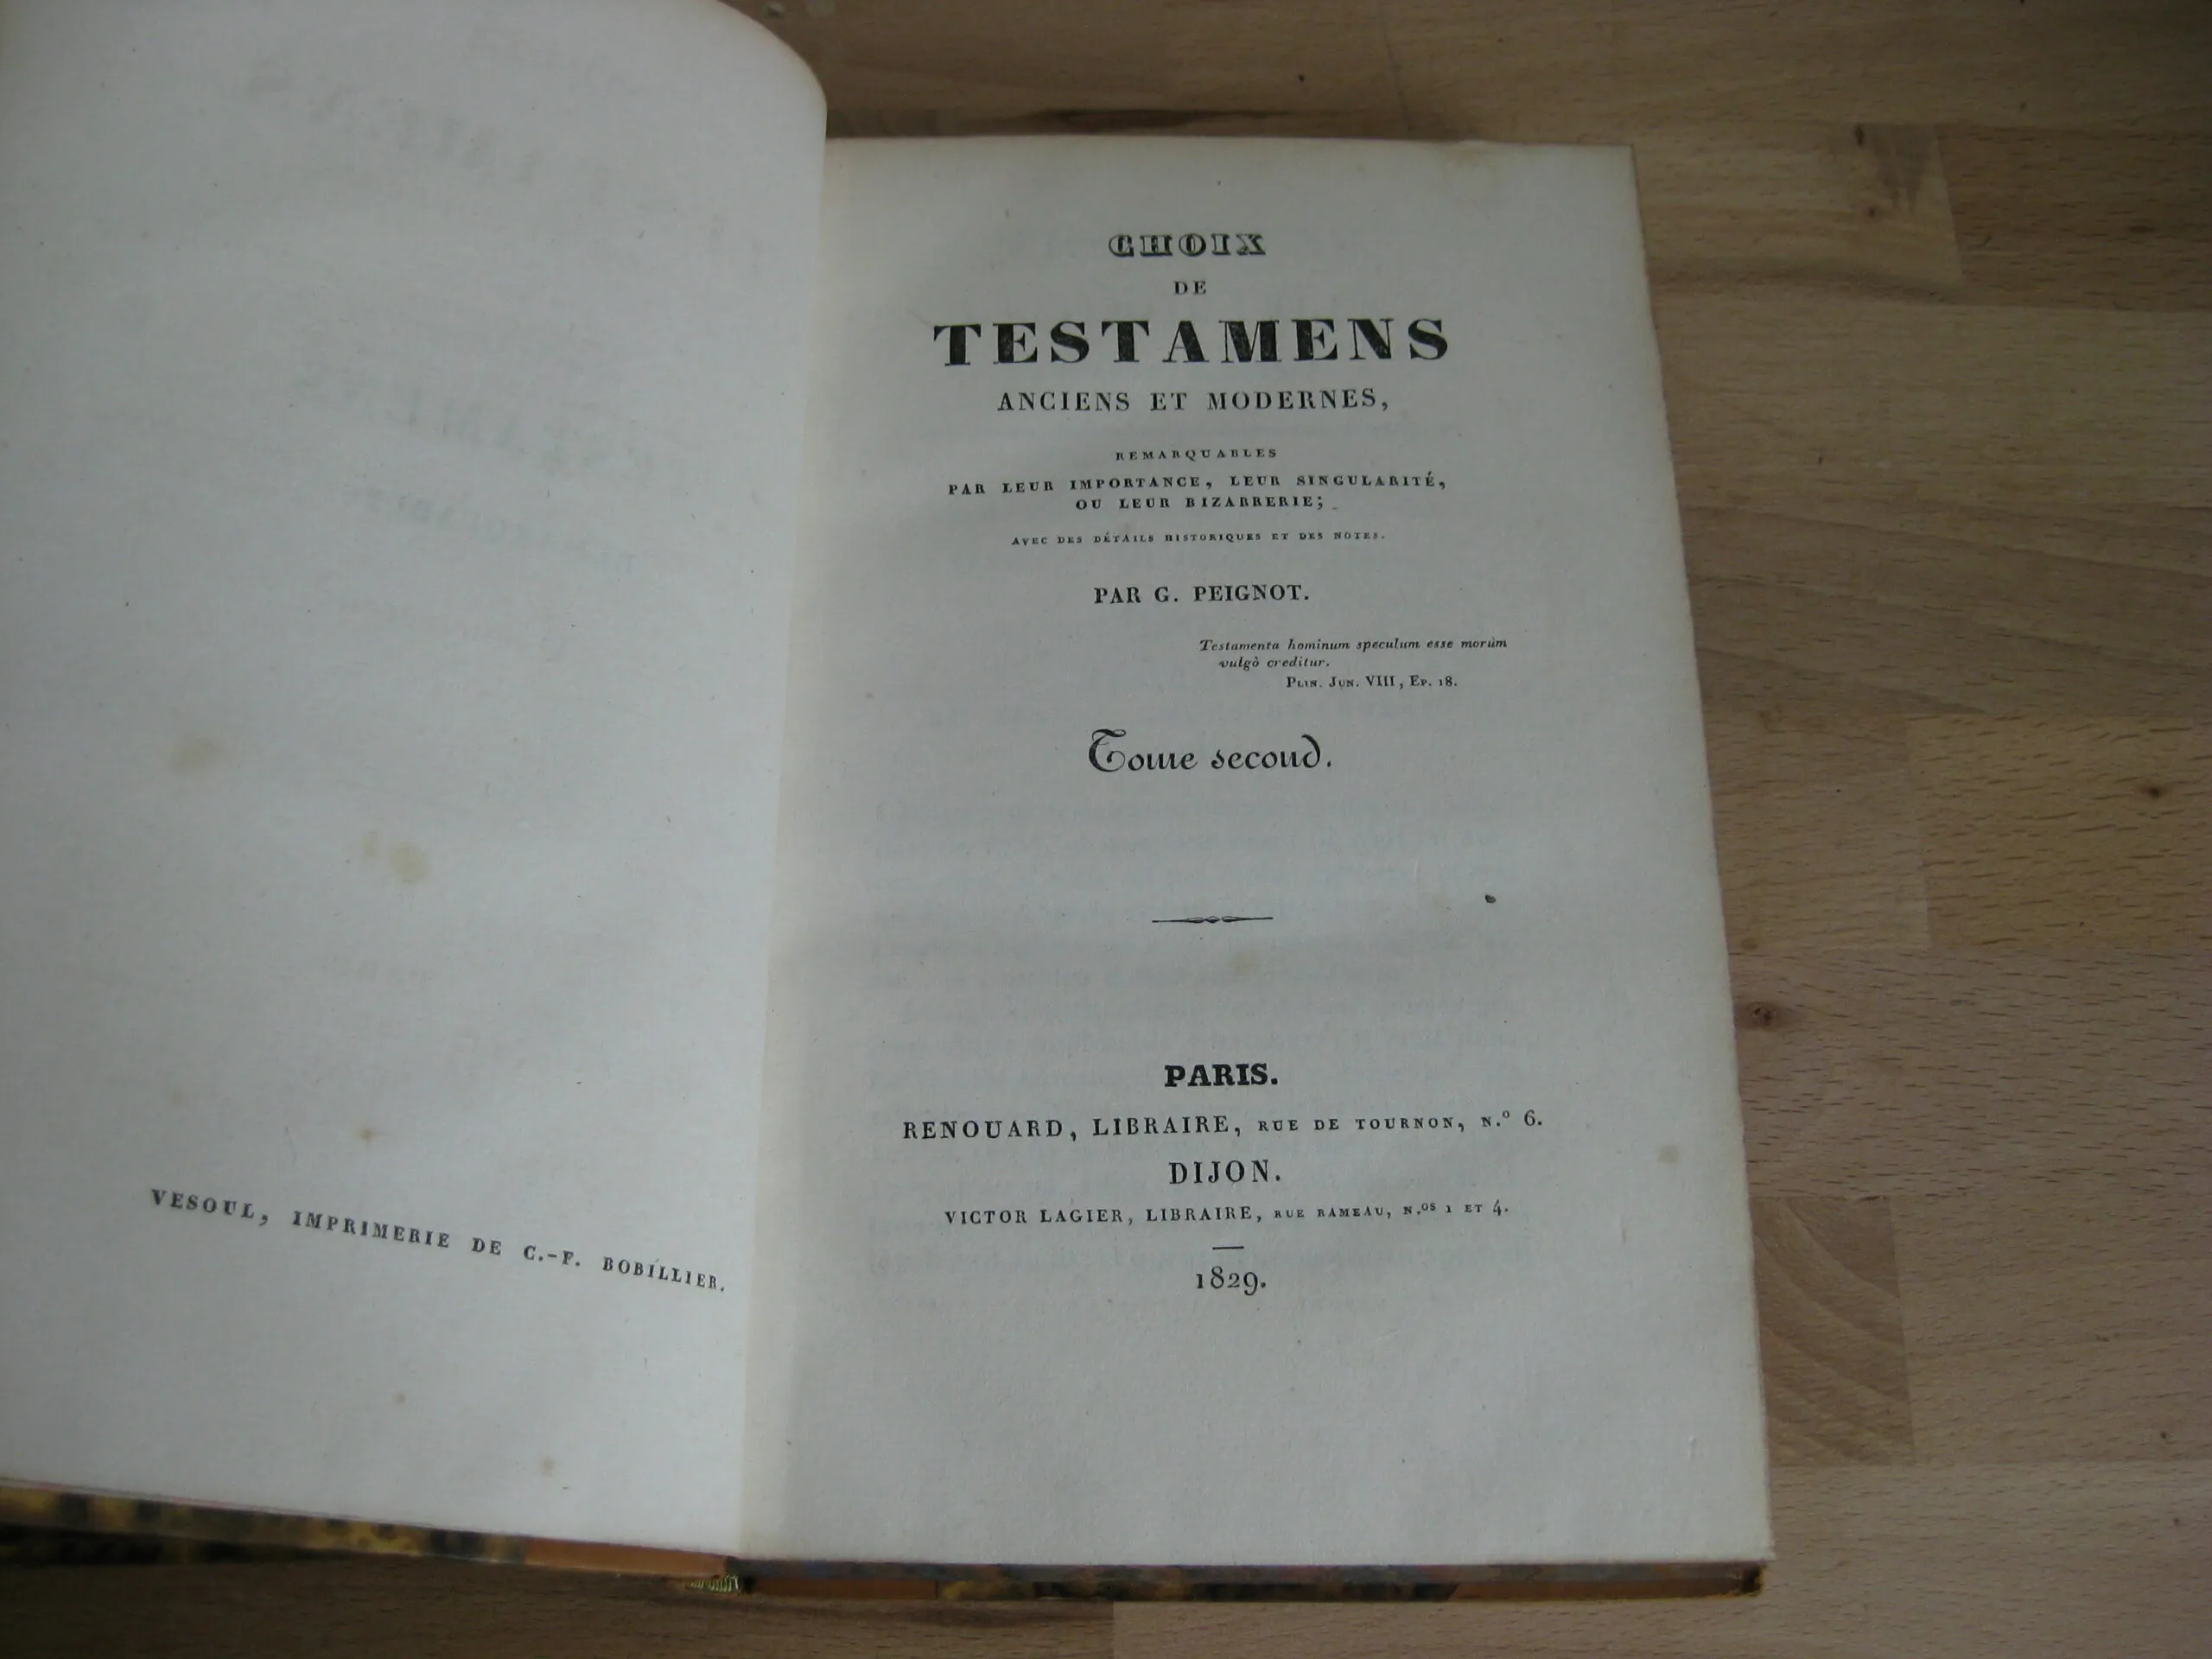 VESOUL, IMPRIMERIE DE C.-F. BOBILLIER.
CHOIX
DE
TESTAMENS
ANCIENS ET MODERNES,
REMARQUABLES
PAR LEUR IMPORTANCE, LEUR SINGULARITÉ,
OU LEUR BIZARRERIE;
AVEC DES DÉTAILS HISTORIQUES ET DES NOTES.
PAR G. PEIGNOT.
Testamenta hominum speculum esse morùm
vulgò creditur.
PLIN. JUN. VIII, EP. 18.
Tome second.
PARIS.
RENOUARD, LIBRAIRE, RUE DE TOURNON, N.º 6.
DIJON.
VICTOR LAGIER, LIBRAIRE, RUE RAMEAU, N.ºˢ 1 ET 4.
1829.